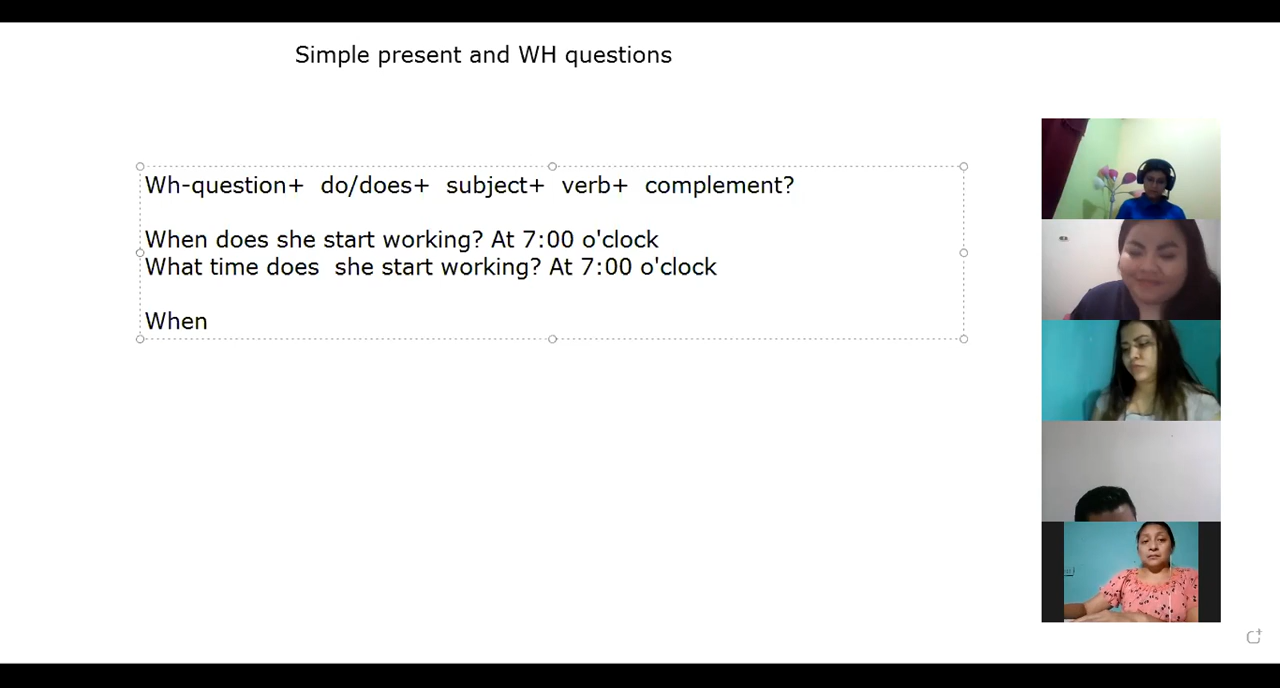 Simple present and WH questions
Wh-question+ do/does+ subject+ verb+ complement?
When does she start working? At 7:00 o'clock
What time does she start working? At 7:00 o'clock
When